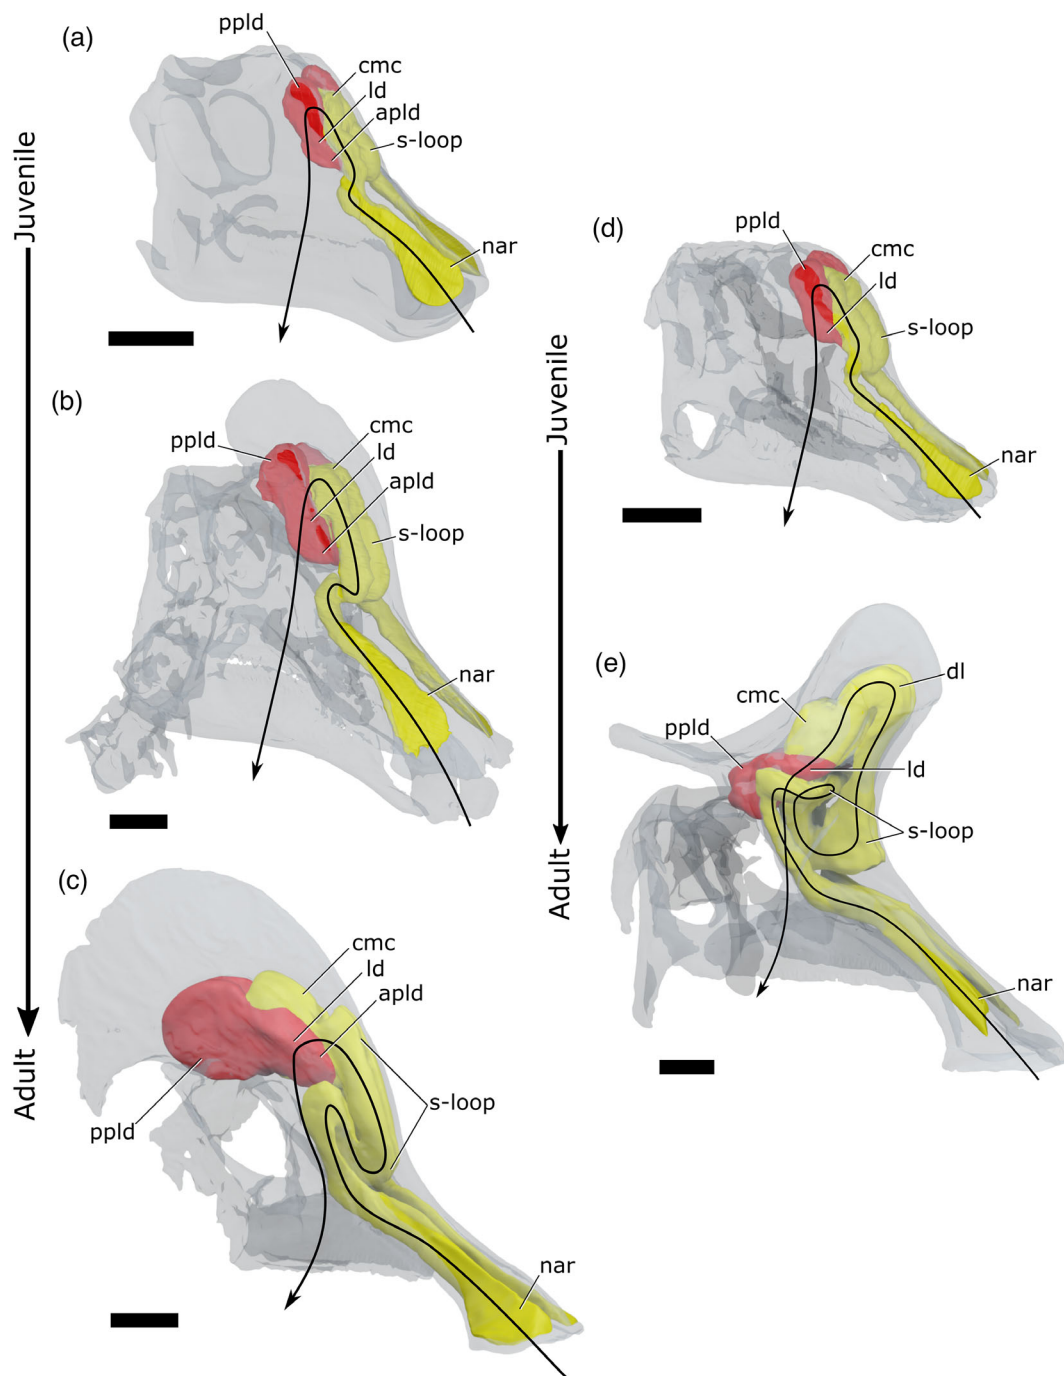 (a)
ppld
cmc
ld
apld
s-loop
nar
Juvenile
Adult
(b)
ppld
cmc
ld
apld
s-loop
nar
(c)
cmc
ld
apld
s-loop
ppld
nar
(d)
ppld
cmc
ld
s-loop
nar
Juvenile
Adult
(e)
dl
cmc
ppld
ld
s-loop
nar